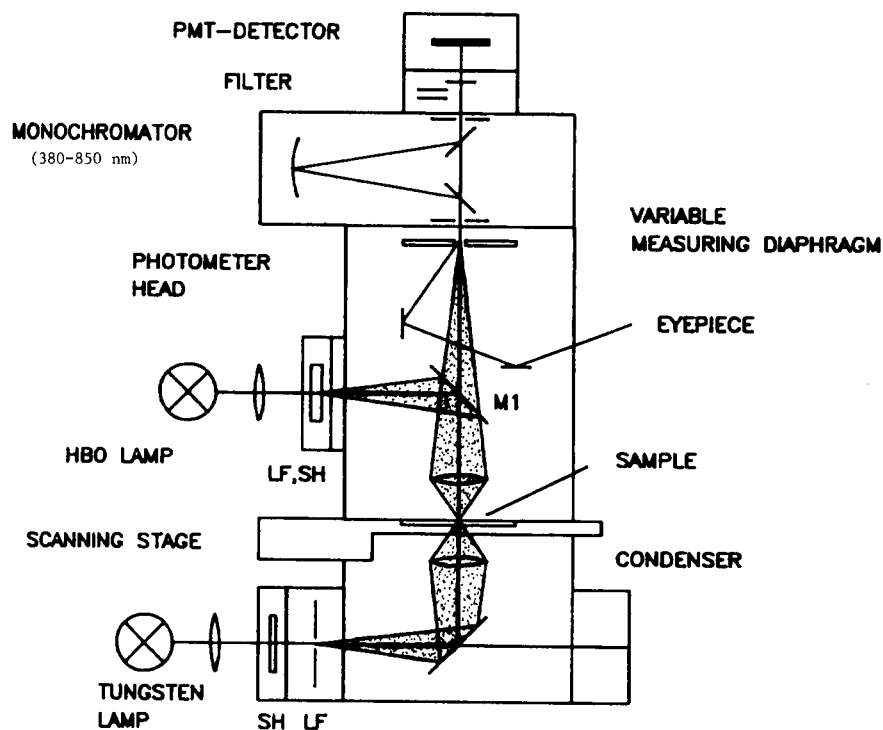 PMT-DETECTOR
FILTER
MONOCHROMATOR
(380-850 nm)
VARIABLE
MEASURING DIAPHRAGM
PHOTOMETER
HEAD
EYEPIECE
M1
HBO LAMP
LF,SH
SAMPLE
SCANNING STAGE
CONDENSER
TUNGSTEN
LAMP
SH LF